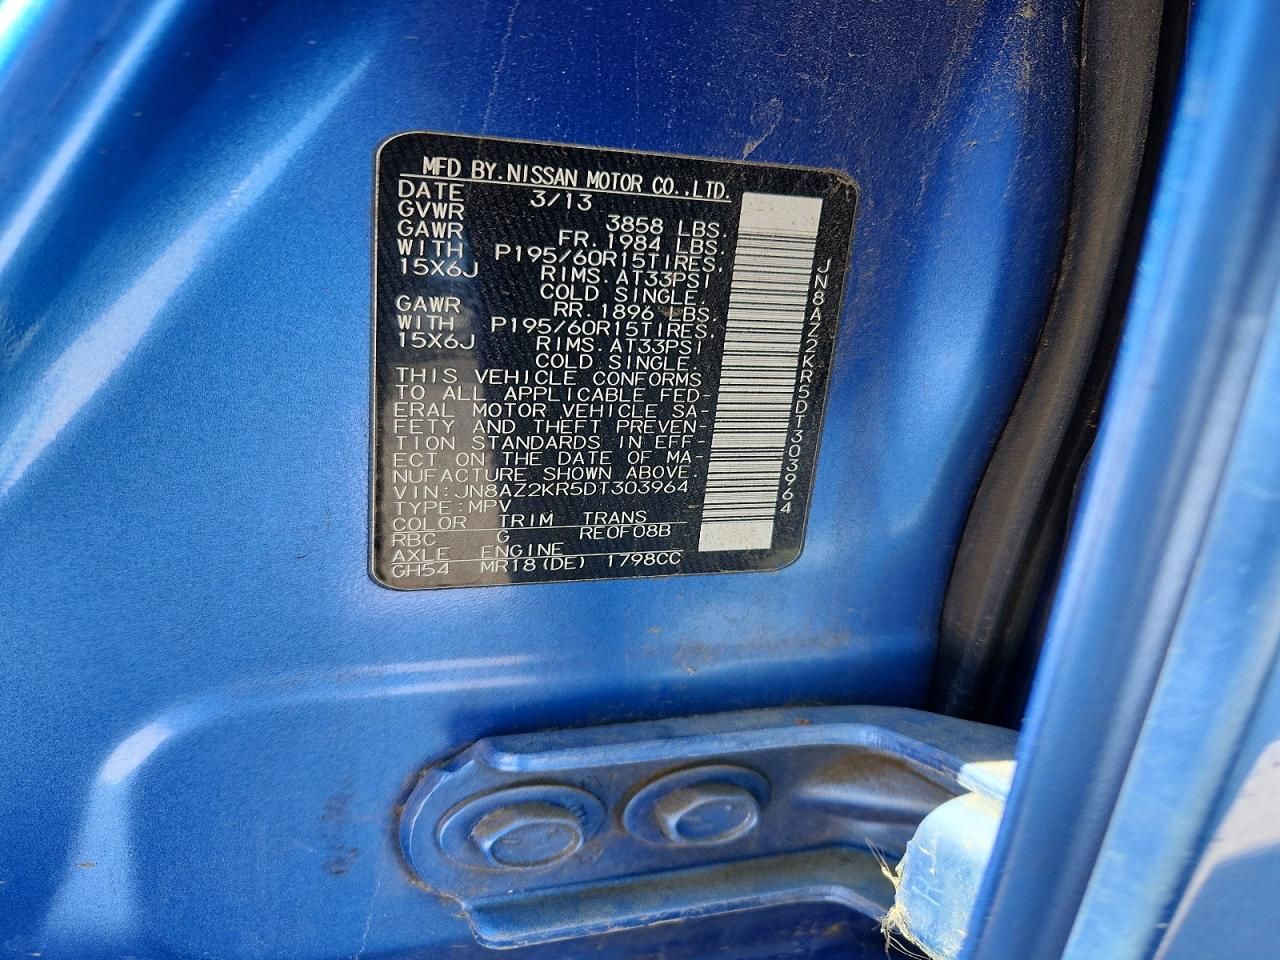 MFD BY.NISSAN MOTOR CO.,LTD.
DATE 3/13
GVWR 3858 LBS.
GAWR FR. 1984 LBS.
WITH P195/60R15TIRES,
15X6J RIMS. AT33PSI
COLD SINGLE.
GAWR RR. 1896 LBS.
WITH P195/60R15TIRES,
15X6J RIMS. AT33PSI
COLD SINGLE.
THIS VEHICLE CONFORMS
TO ALL APPLICABLE FED-
ERAL MOTOR VEHICLE SA-
FETY AND THEFT PREVEN-
TION STANDARDS IN EFF-
ECT ON THE DATE OF MA-
NUFACTURE SHOWN ABOVE.
VIN:JN8AZ2KR5DT303964
TYPE:MPV
COLOR TRIM TRANS
RBC G RE0F08B
AXLE ENGINE
GH54 MR18(DE) 1798CC
JN8AZ2KR5DT303964